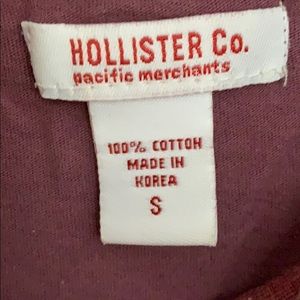 HOLLISTER Co.
pacific merchants
100% COTTON
MADE IN
KOREA
S